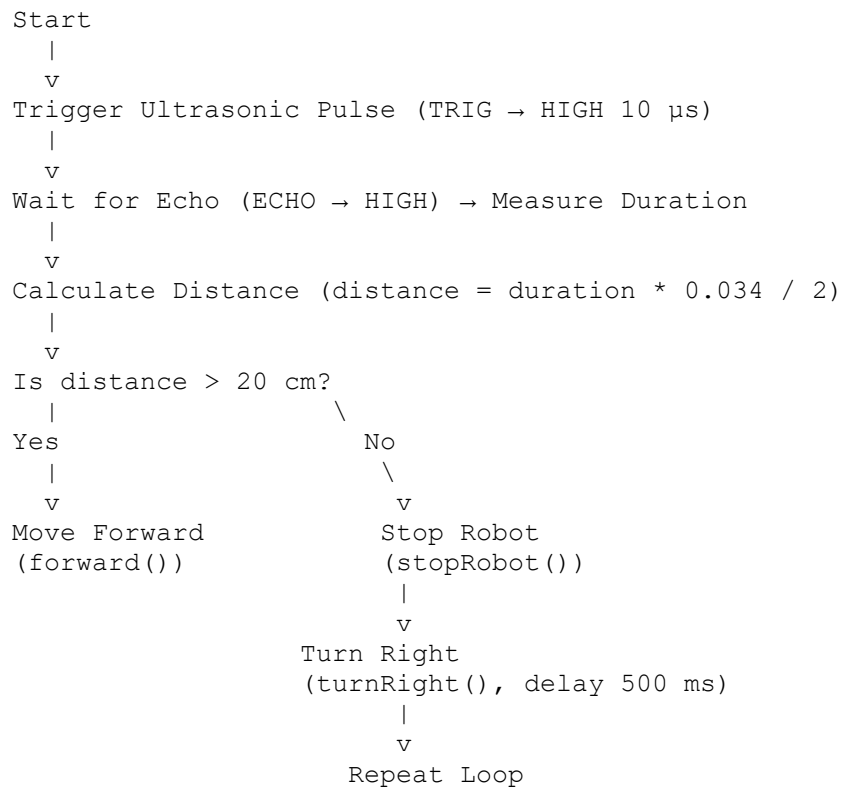 Start
|
v
Trigger Ultrasonic Pulse (TRIG → HIGH 10 µs)
|
v
Wait for Echo (ECHO → HIGH) → Measure Duration
|
v
Calculate Distance (distance = duration * 0.034 / 2)
|
v
Is distance > 20 cm?
| \
Yes No
| \
v v
Move Forward Stop Robot
(forward()) (stopRobot())
|
v
Turn Right
(turnRight(), delay 500 ms)
|
v
Repeat Loop